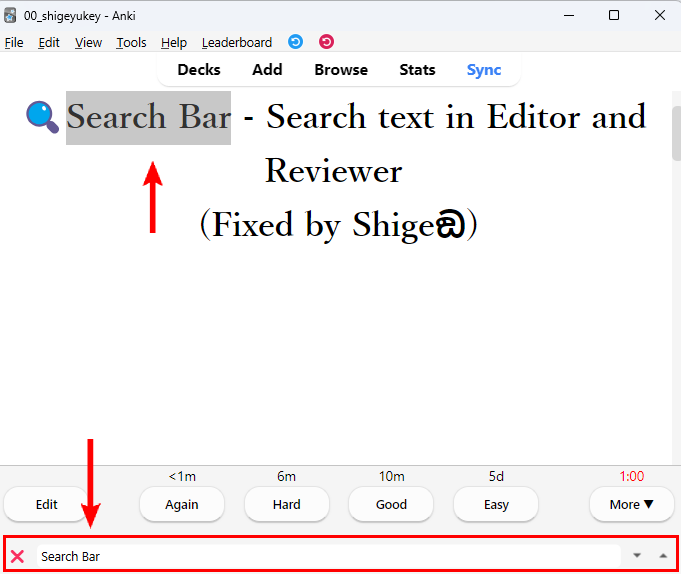 00_shigeyukey - Anki
File Edit View Tools Help Leaderboard
Decks Add Browse Stats Sync
Search Bar - Search text in Editor and
Reviewer
(Fixed by Shigeඞ)
<1m 6m 10m 5d 1:00
Edit Again Hard Good Easy More ▼
Search Bar